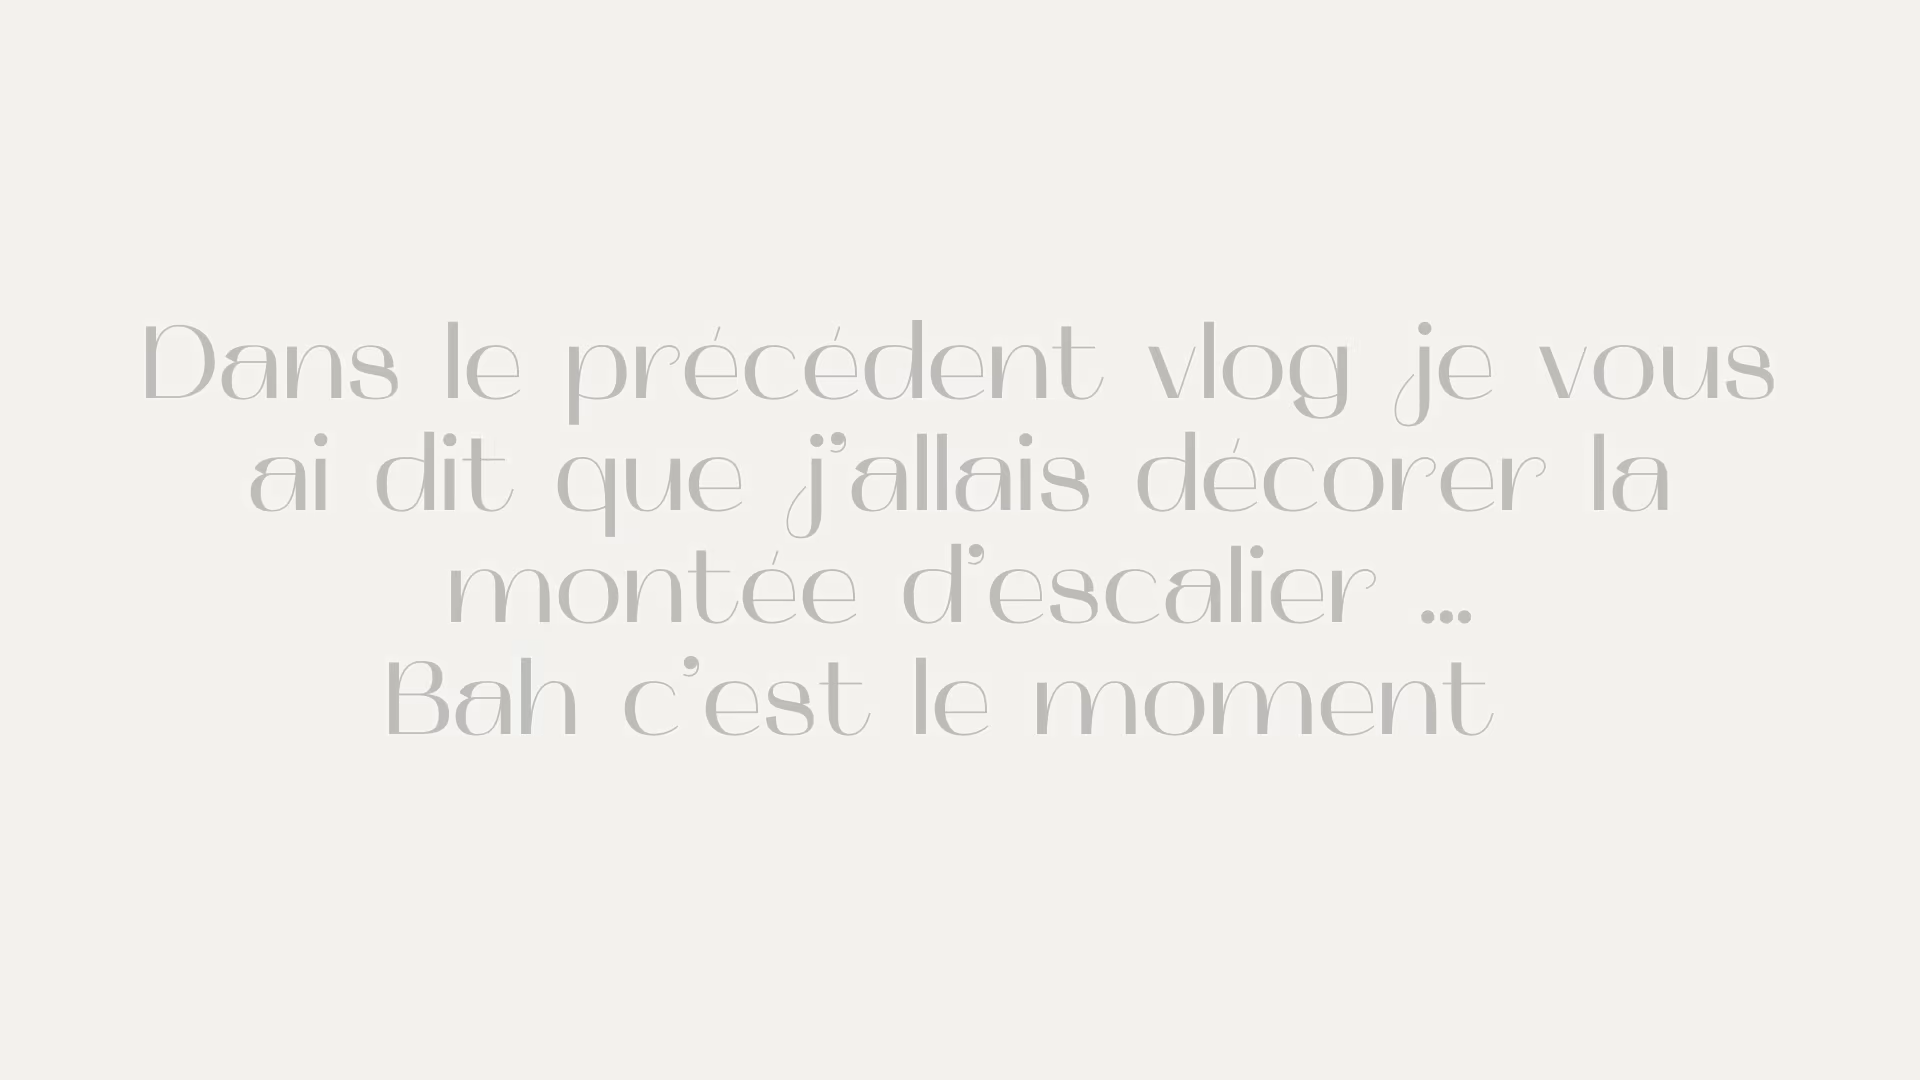 Dans le précédent vlog je vous
ai dit que j'allais décorer la
montée d'escalier ...
Bah c'est le moment